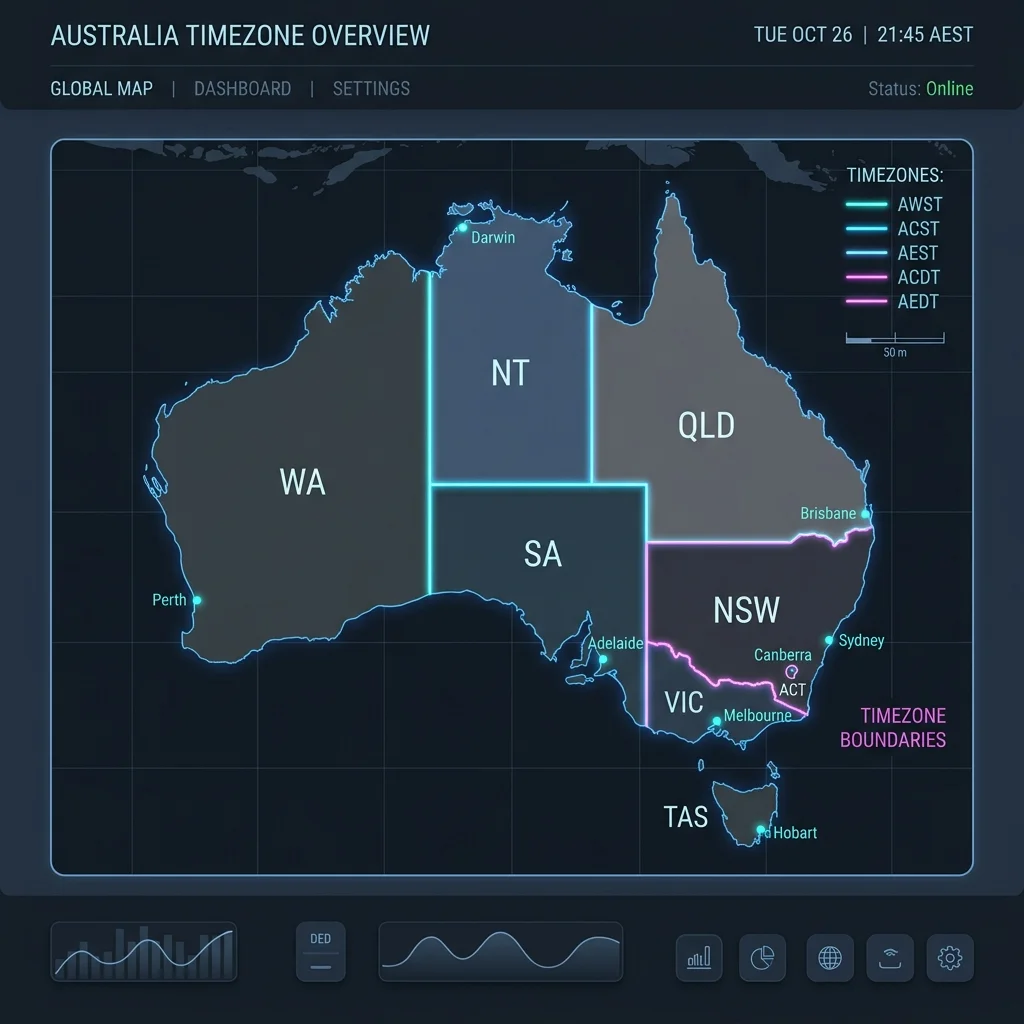 AUSTRALIA TIMEZONE OVERVIEW
TUE OCT 26 | 21:45 AEST
GLOBAL MAP | DASHBOARD | SETTINGS
Status: Online
TIMEZONES:
AWST
ACST
AEST
ACDT
AEDT
50 m
Darwin
NT
QLD
WA
Brisbane
SA
Perth
NSW
Adelaide
Sydney
Canberra
ACT
VIC
Melbourne
TIMEZONE
BOUNDARIES
TAS
Hobart
DED